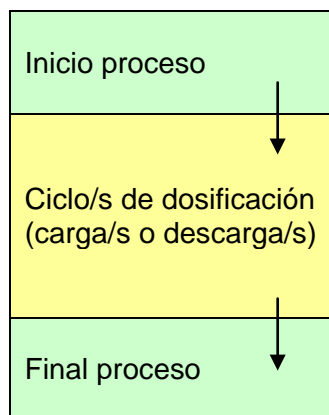 Inicio proceso
Ciclo/s de dosificación
(carga/s o descarga/s)
Final proceso